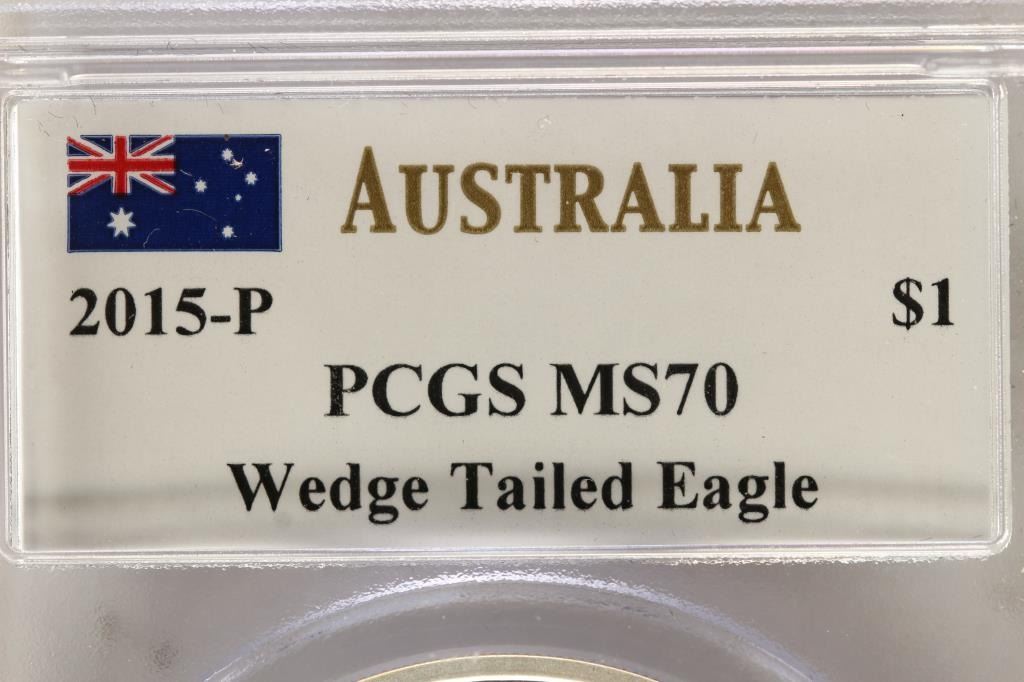 AUSTRALIA
2015-P $1
PCGS MS70
Wedge Tailed Eagle